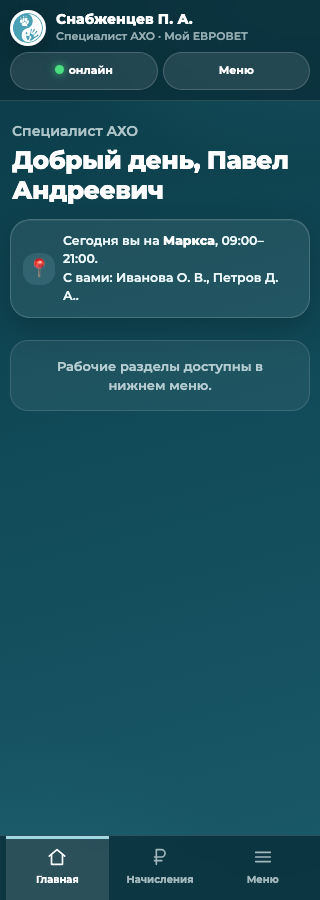 Снабженцев П. А.
Специалист АХО · Мой ЕВРОВЕТ
онлайн
Меню
Специалист АХО
Добрый день, Павел
Андреевич
Сегодня вы на Маркса, 09:00–
21:00.
С вами: Иванова О. В., Петров Д.
А..
Рабочие разделы доступны в
нижнем меню.
Главная
Начисления
Меню